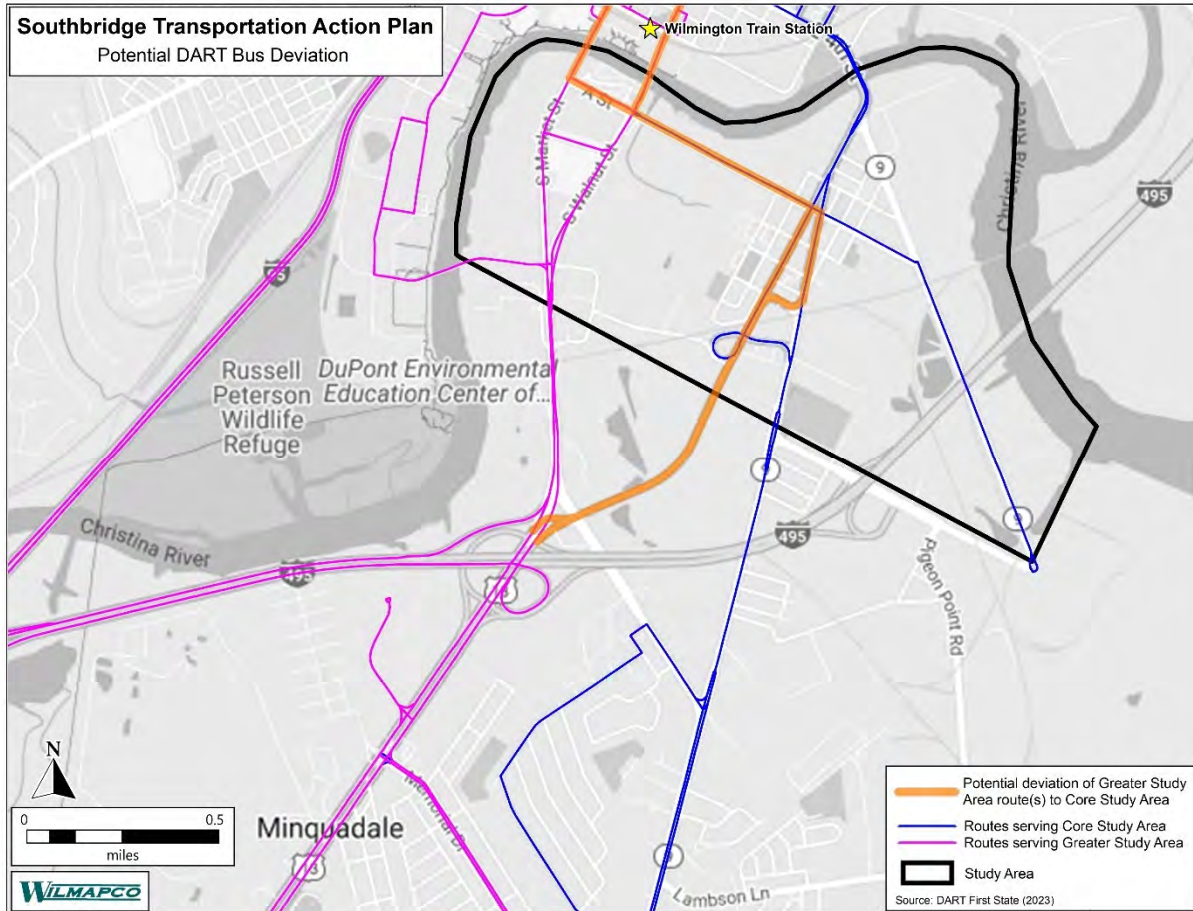 Southbridge Transportation Action Plan
Potential DART Bus Deviation
Wilmington Train Station
4th St
A St
S Market St
S Walnut St
9
Christina River
495
Russell
Peterson
Wildlife
Refuge
DuPont Environmental
Education Center of...
9
9
495
Christina River
495
Pigeon Point Rd
N
0
0.5
miles
Minquadale
Memorial Dr
13
Lambson Ln
WILMAPCO
Potential deviation of Greater Study
Area route(s) to Core Study Area
Routes serving Core Study Area
Routes serving Greater Study Area
Study Area
Source: DART First State (2023)